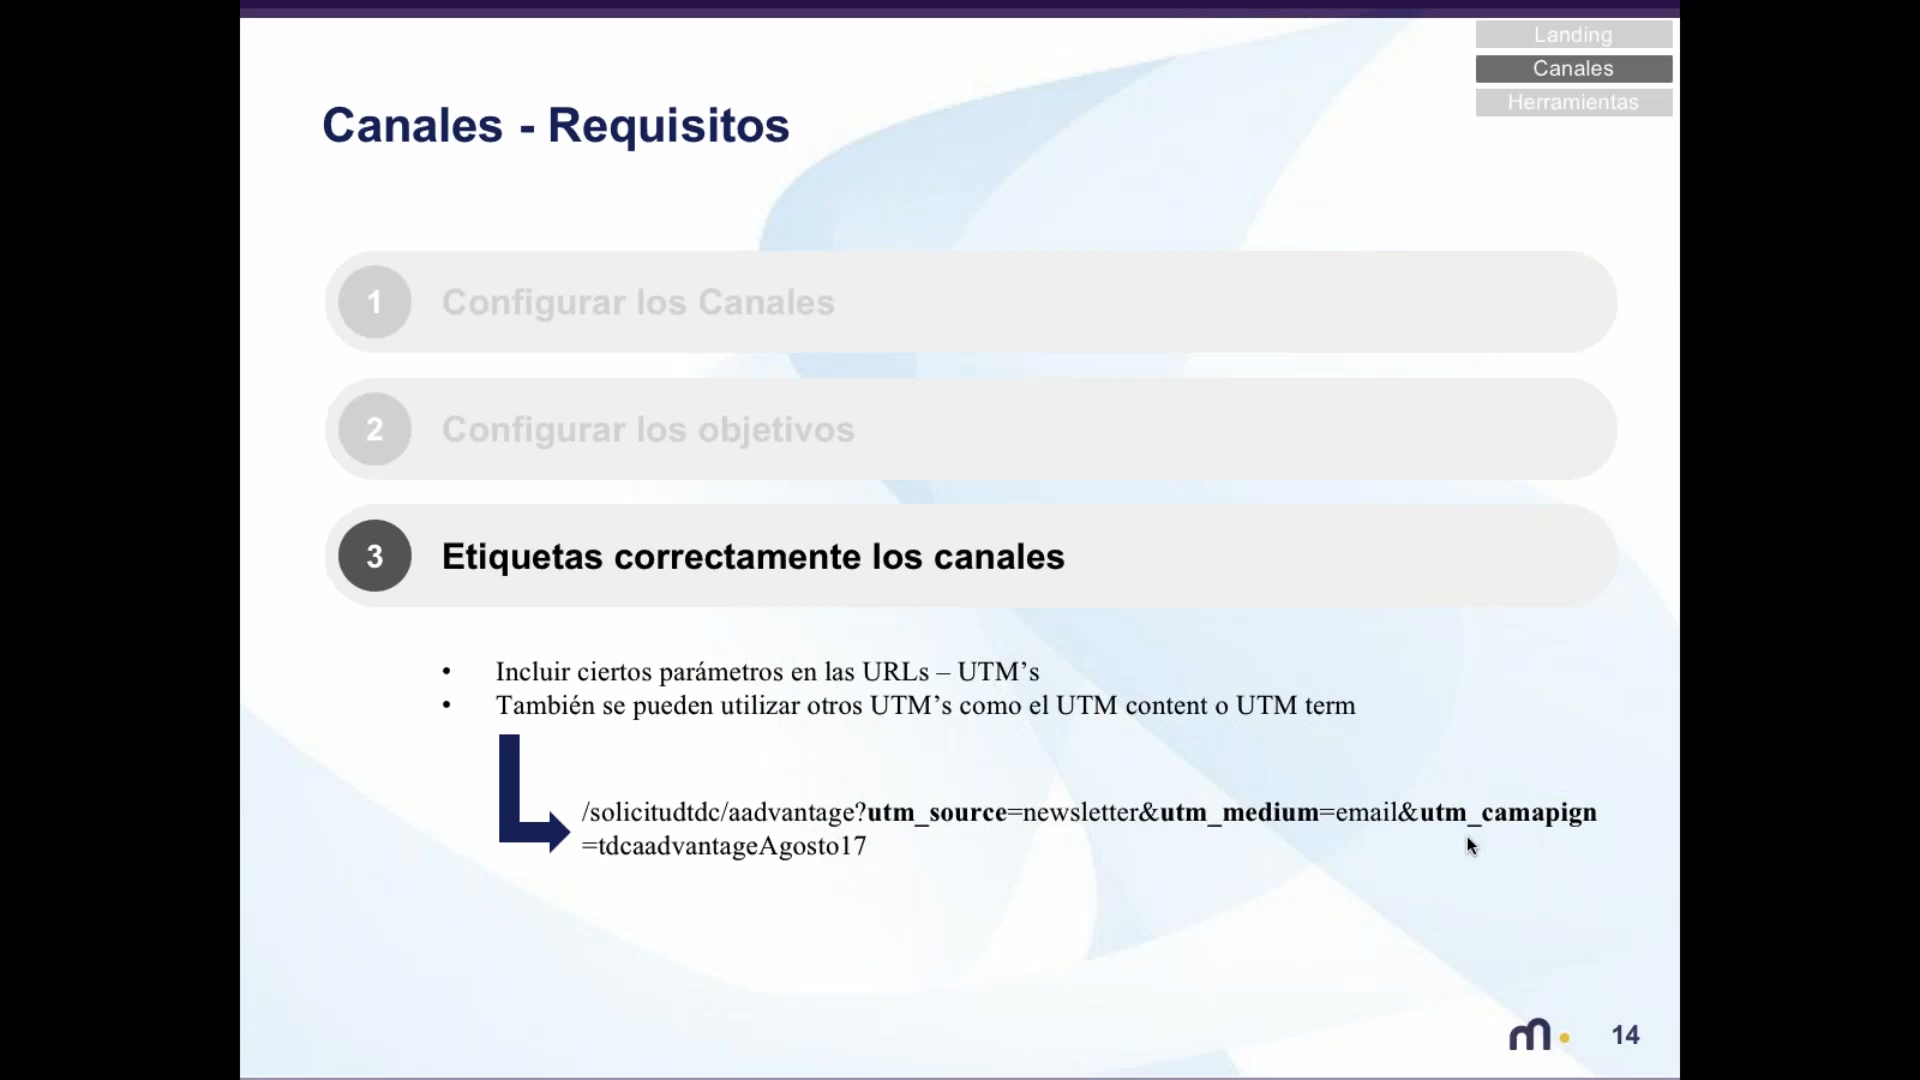 Landing
Canales
Herramientas
Canales - Requisitos
1 Configurar los Canales
2 Configurar los objetivos
3 Etiquetas correctamente los canales
• Incluir ciertos parámetros en las URLs – UTM’s
• También se pueden utilizar otros UTM’s como el UTM content o UTM term
/solicitudtdc/aadvantage?utm_source=newsletter&utm_medium=email&utm_camapign
=tdcaadvantageAgosto17
m.
14